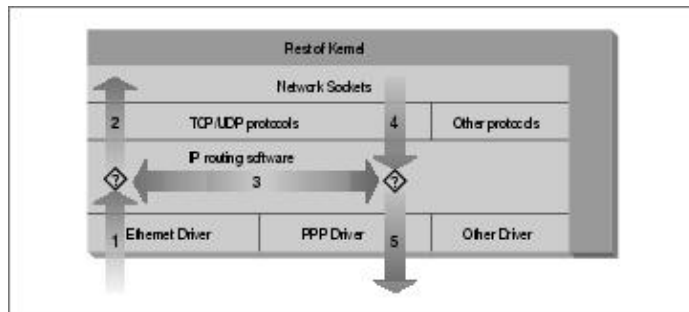 Rest of Kernel
Network Sockets
2 TCP/UDP protocols 4 Other protocols
IP routing software
? 3 ?
1 Ethernet Driver PPP Driver 5 Other Driver